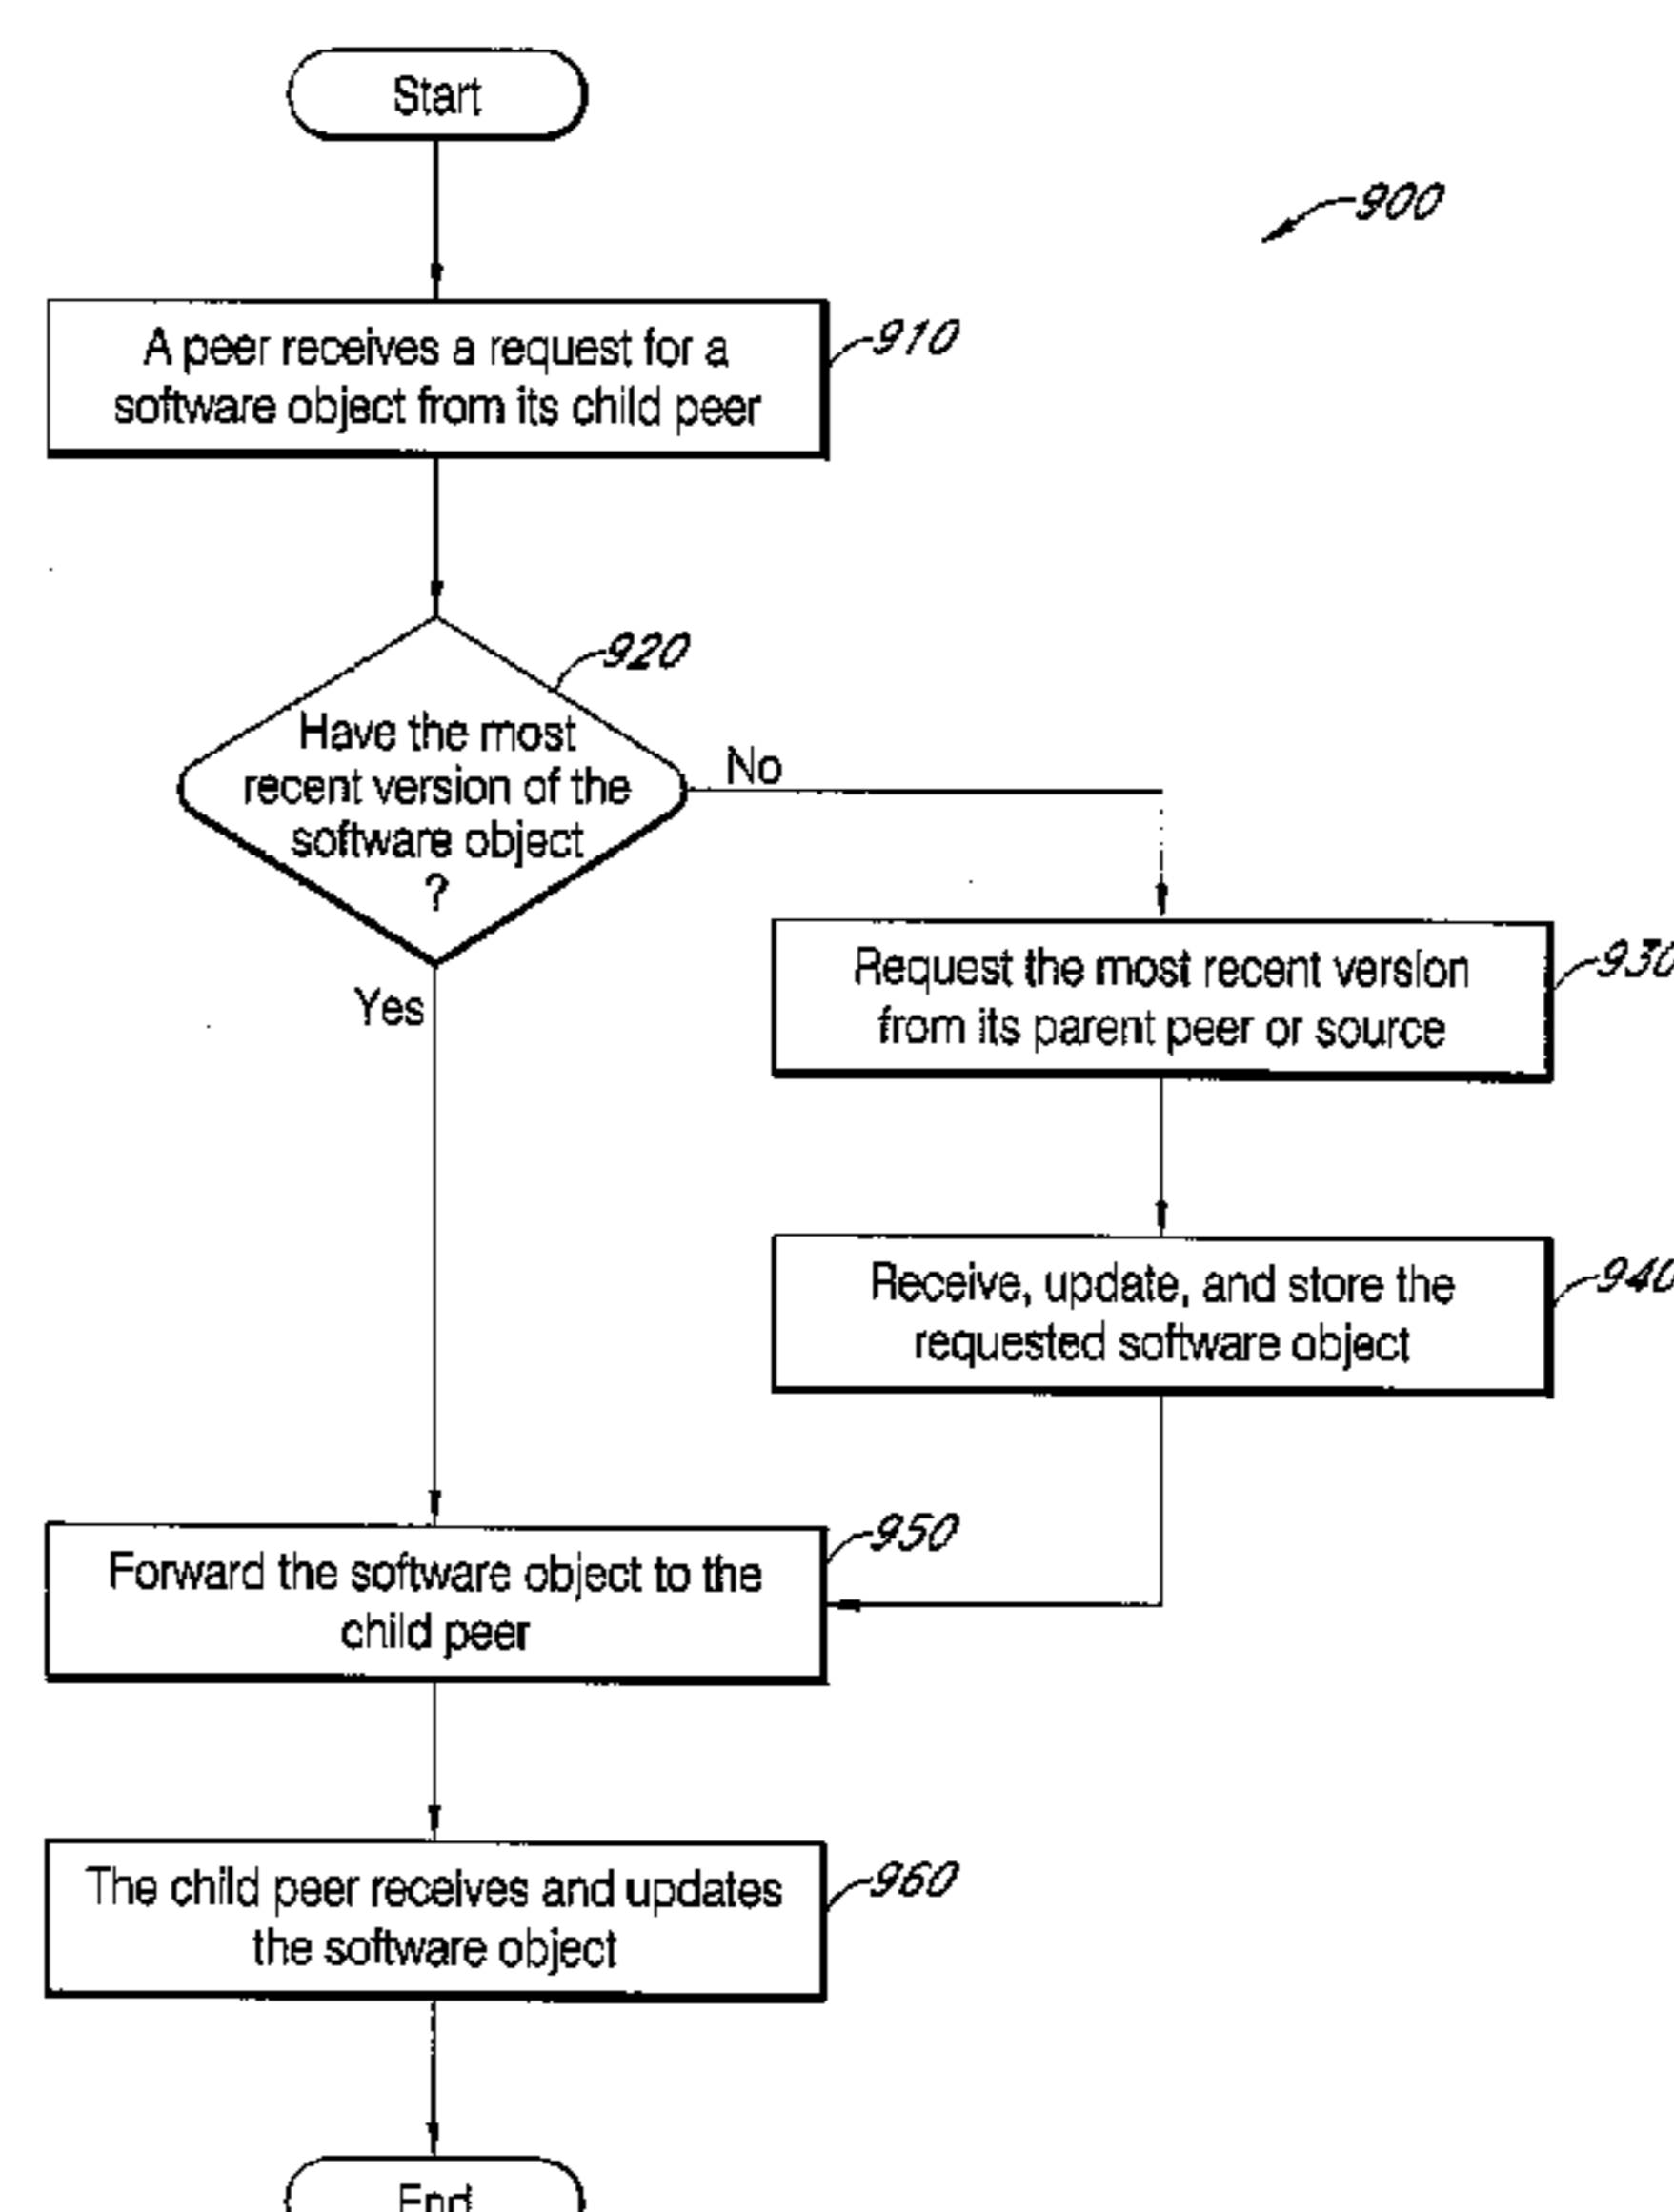 Start
900
A peer receives a request for a
software object from its child peer
910
920
Have the most
recent version of the
software object
?
No
Yes
Request the most recent version
from its parent peer or source
930
Receive, update, and store the
requested software object
940
Forward the software object to the
child peer
950
The child peer receives and updates
the software object
960
End